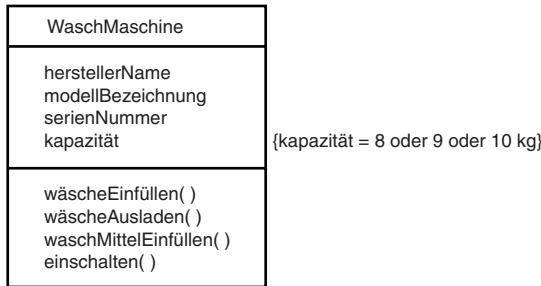 WaschMaschine
herstellerName
modellBezeichnung
serienNummer
kapazität
{kapazität = 8 oder 9 oder 10 kg}
wäscheEinfüllen( )
wäscheAusladen( )
waschMittelEinfüllen( )
einschalten( )